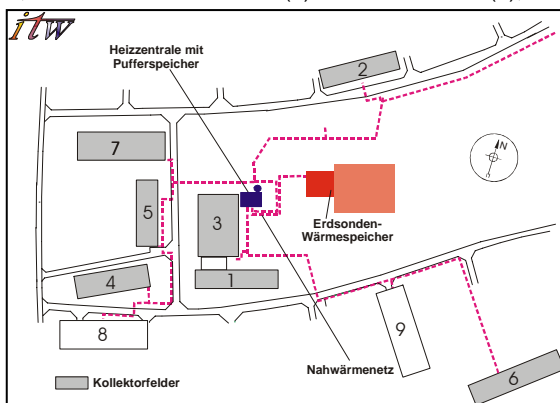 itw
Heizzentrale mit
Pufferspeicher
2
7
N
5
3
Erdsonden-
Wärmespeicher
4
1
8
9
6
Nahwärmenetz
Kollektorfelder